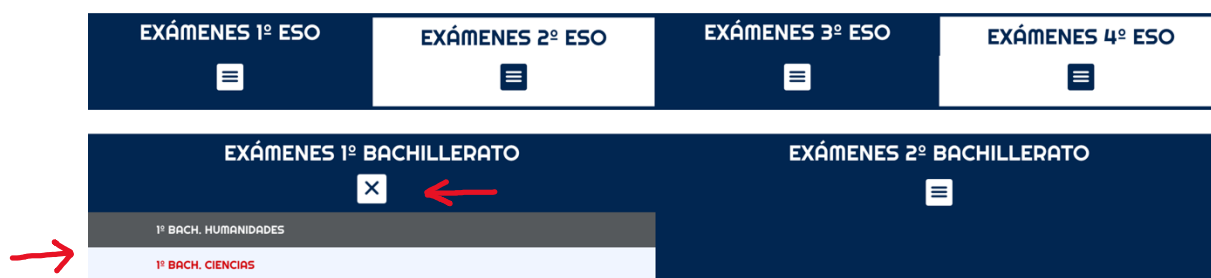 EXÁMENES 1º ESO
EXÁMENES 2º ESO
EXÁMENES 3º ESO
EXÁMENES 4º ESO
EXÁMENES 1º BACHILLERATO
EXÁMENES 2º BACHILLERATO
1º BACH. HUMANIDADES
1º BACH. CIENCIAS